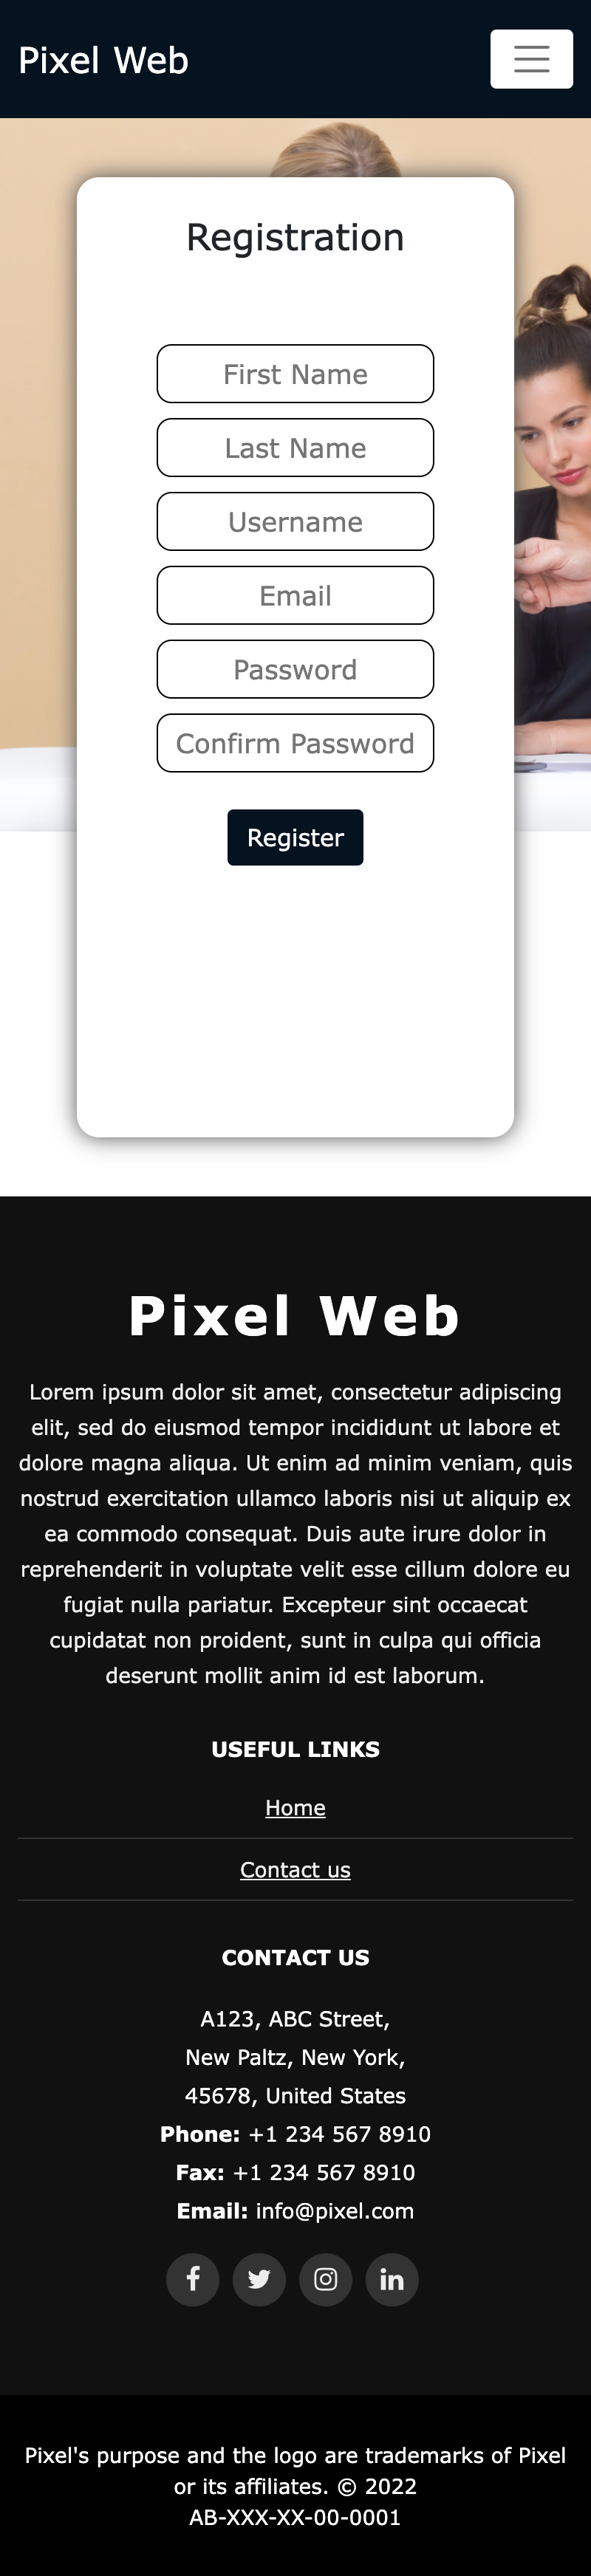 Pixel Web
Registration
First Name
Last Name
Username
Email
Password
Confirm Password
Register
Pixel Web
Lorem ipsum dolor sit amet, consectetur adipiscing
elit, sed do eiusmod tempor incididunt ut labore et
dolore magna aliqua. Ut enim ad minim veniam, quis
nostrud exercitation ullamco laboris nisi ut aliquip ex
ea commodo consequat. Duis aute irure dolor in
reprehenderit in voluptate velit esse cillum dolore eu
fugiat nulla pariatur. Excepteur sint occaecat
cupidatat non proident, sunt in culpa qui officia
deserunt mollit anim id est laborum.
USEFUL LINKS
Home
Contact us
CONTACT US
A123, ABC Street,
New Paltz, New York,
45678, United States
Phone: +1 234 567 8910
Fax: +1 234 567 8910
Email: info@pixel.com
Pixel's purpose and the logo are trademarks of Pixel
or its affiliates. © 2022
AB-XXX-XX-00-0001